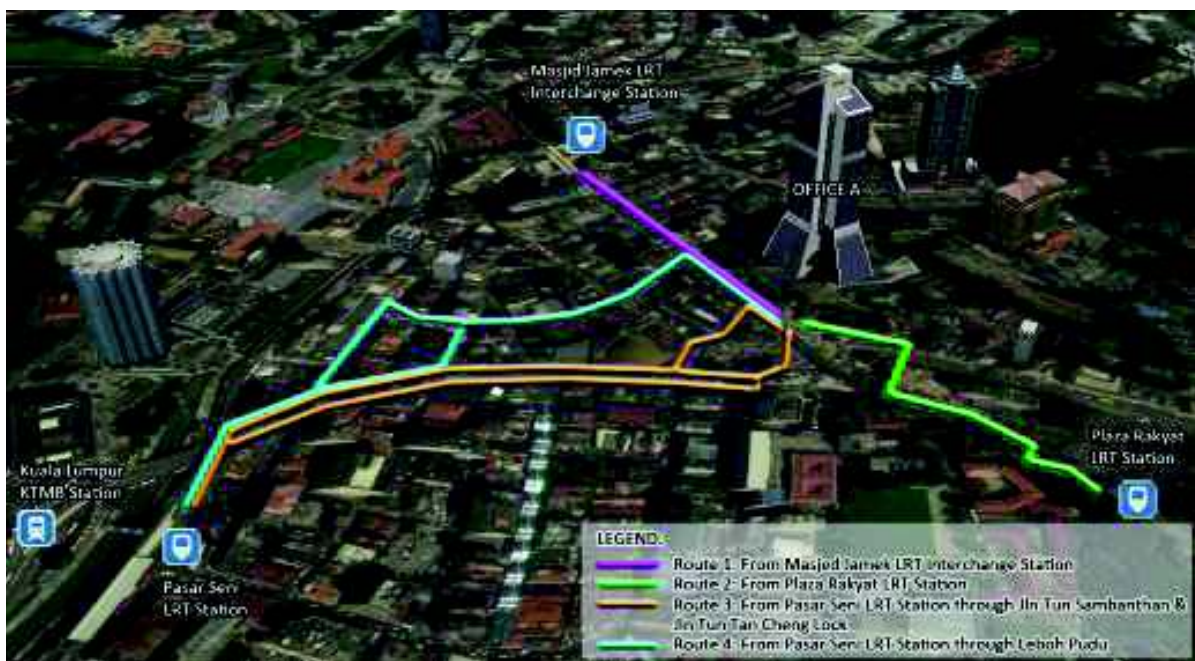 Masjid Jamek LRT
Interchange Station
OFFICE A
Plaza Rakyat
LRT Station
Kuala Lumpur
KTMB Station
Pasar Seni
LRT Station
LEGEND:
Route 1: From Masjed Jamek LRT Interchange Station
Route 2: From Plaza Rakyat LRT Station
Route 3: From Pasar Seni LRT Station through Jln Tun Sambanthan &
Jln Tun Tan Cheng Lock
Route 4: From Pasar Seni LRT Station through Leboh Pudu